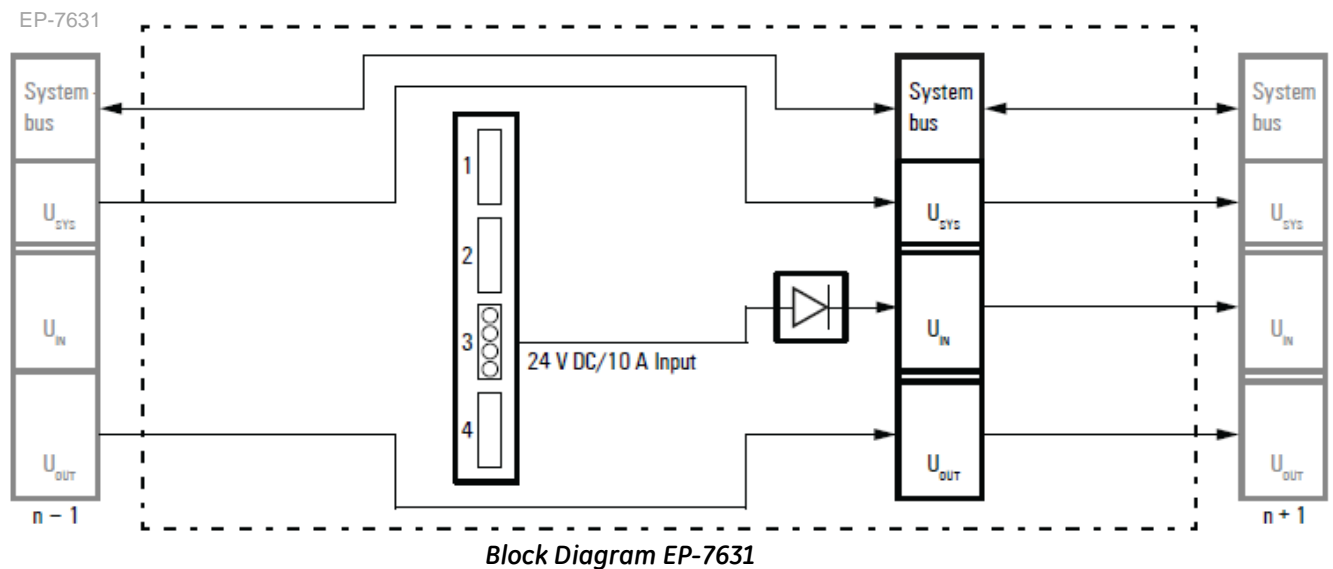 EP-7631
System
bus
U_SYS
U_IN
U_OUT
n – 1
1
2
3
4
24 V DC/10 A Input
System
bus
U_SYS
U_IN
U_OUT
System
bus
U_SYS
U_IN
U_OUT
n + 1
Block Diagram EP-7631